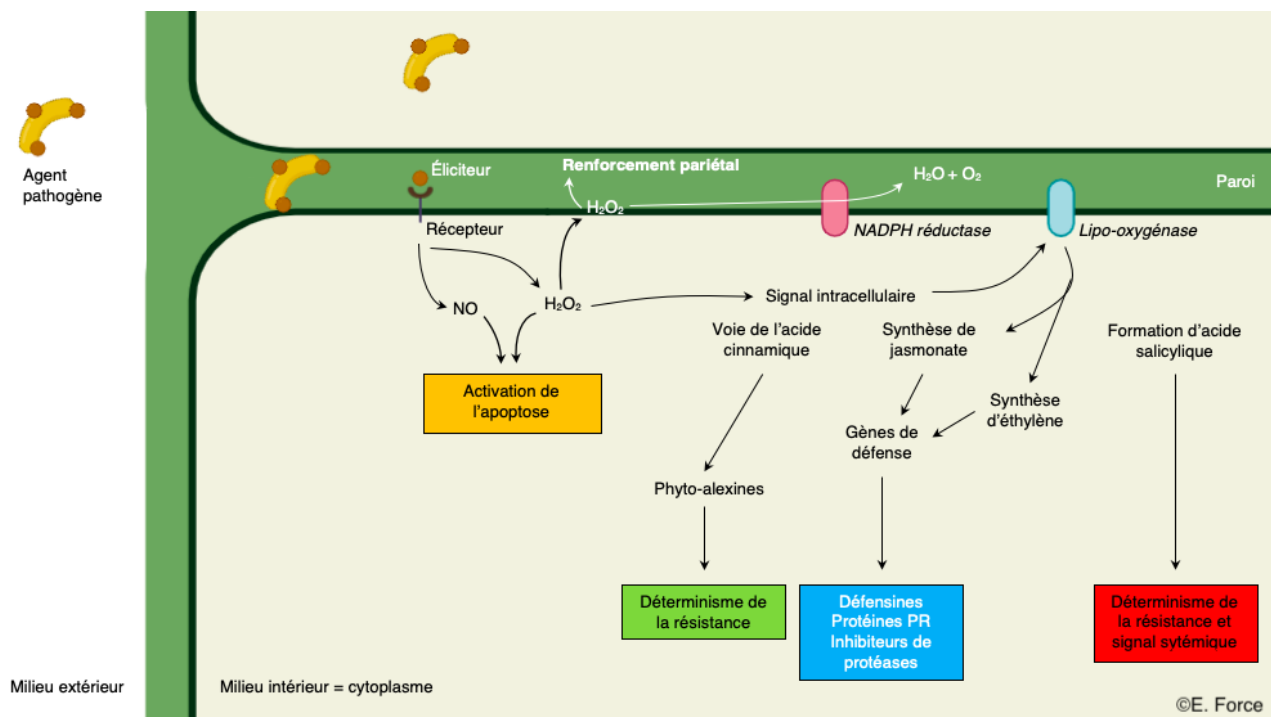 Agent
pathogène
Éliciteur
Renforcement pariétal
H₂O + O₂
Paroi
H₂O₂
Récepteur
NADPH réductase
Lipo-oxygénase
NO
H₂O₂
Signal intracellulaire
Voie de l'acide
cinnamique
Synthèse de
jasmonate
Formation d'acide
salicylique
Activation de
l'apoptose
Synthèse
d'éthylène
Gènes de
défense
Phyto-alexines
Déterminisme de
la résistance
Défensines
Protéines PR
Inhibiteurs de
protéases
Déterminisme de
la résistance et
signal sytémique
Milieu extérieur
Milieu intérieur = cytoplasme
©E. Force